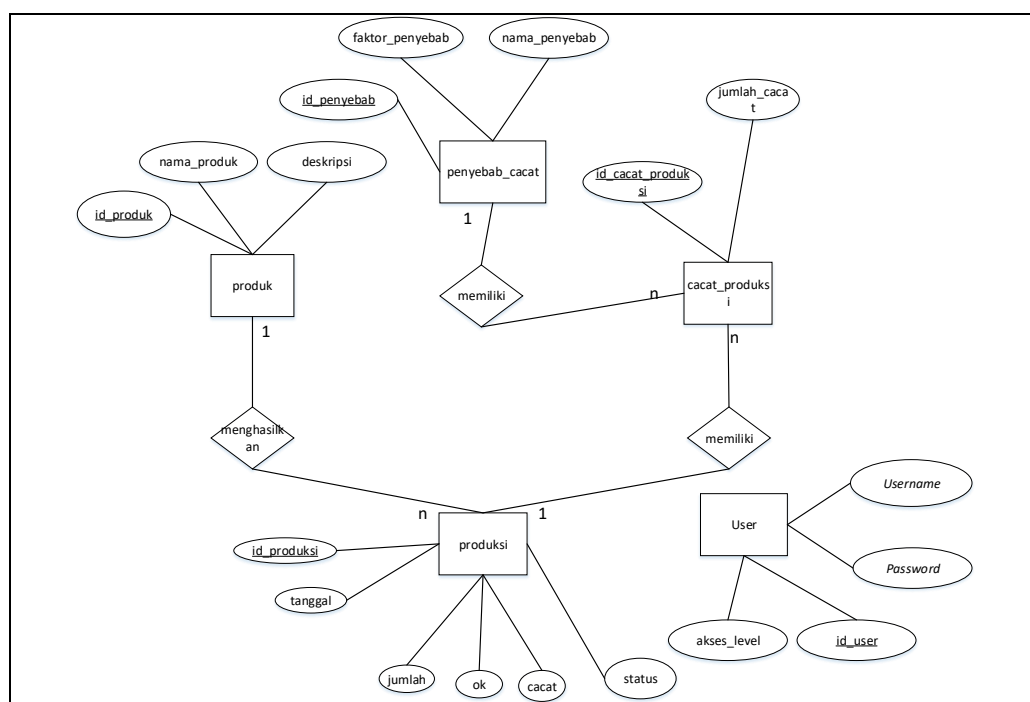 faktor_penyebab
nama_penyebab
id_penyebab
jumlah_caca
t
nama_produk
deskripsi
penyebab_cacat
id_cacat_produk
si
id_produk
1
produk
memiliki
n
cacat_produks
i
1
n
menghasilk
an
memiliki
Username
n
1
User
id_produksi
produksi
Password
tanggal
akses_level
id_user
jumlah
ok
cacat
status